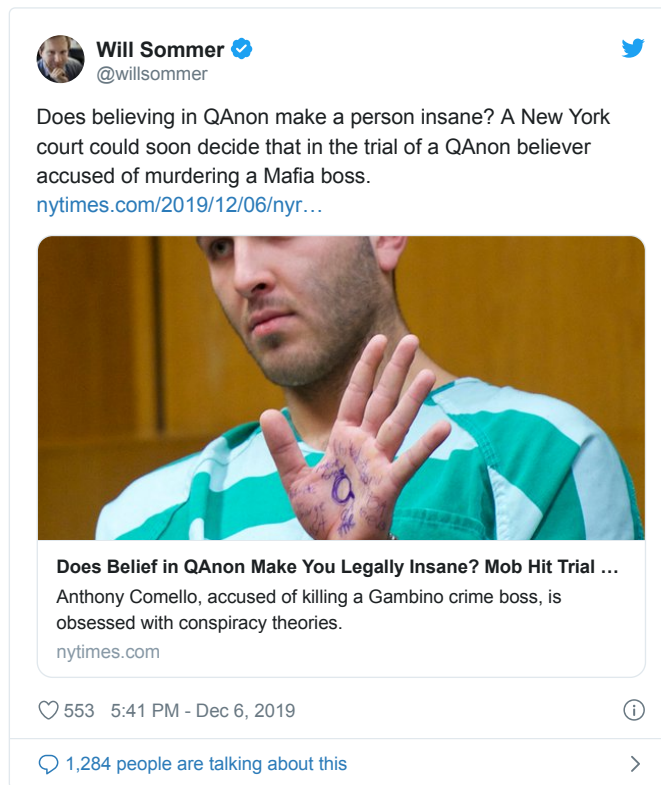 Will Sommer
@willsommer
Does believing in QAnon make a person insane? A New York
court could soon decide that in the trial of a QAnon believer
accused of murdering a Mafia boss.
nytimes.com/2019/12/06/nyr…
Q
Does Belief in QAnon Make You Legally Insane? Mob Hit Trial …
Anthony Comello, accused of killing a Gambino crime boss, is
obsessed with conspiracy theories.
nytimes.com
553 5:41 PM - Dec 6, 2019
1,284 people are talking about this